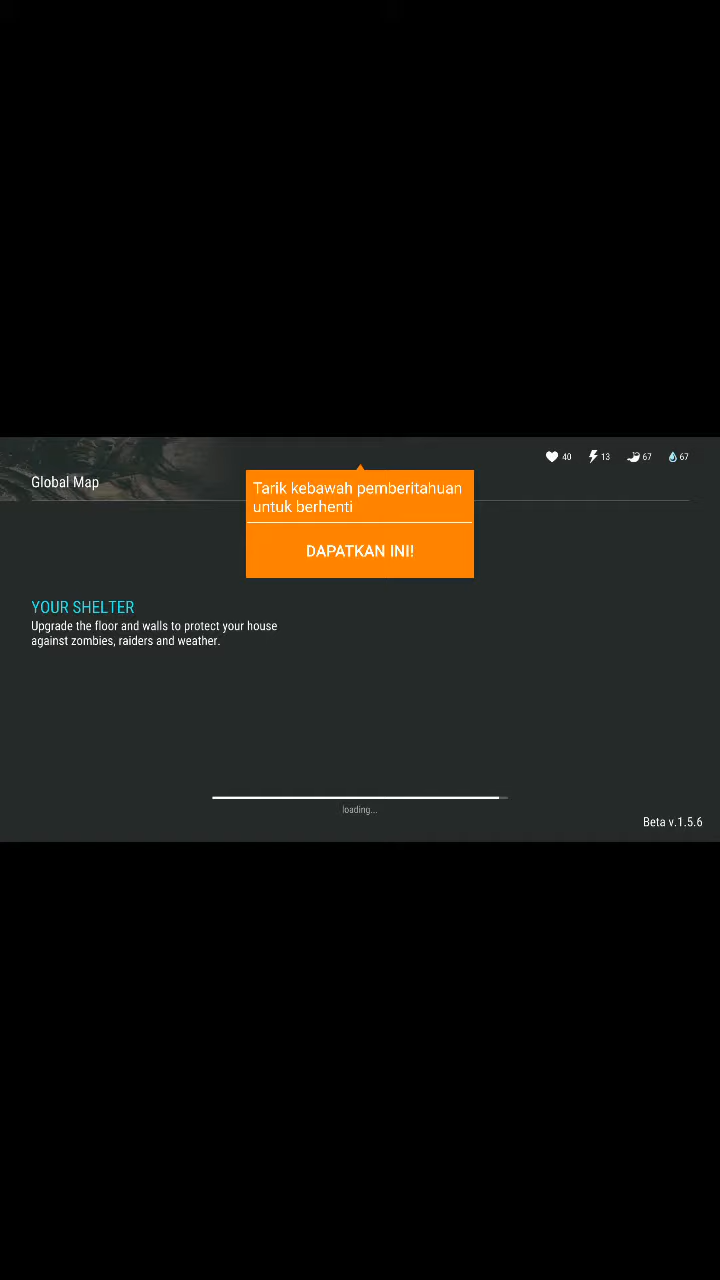 40 13 67 67
Global Map
Tarik kebawah pemberitahuan
untuk berhenti
DAPATKAN INI!
YOUR SHELTER
Upgrade the floor and walls to protect your house
against zombies, raiders and weather.
loading...
Beta v.1.5.6